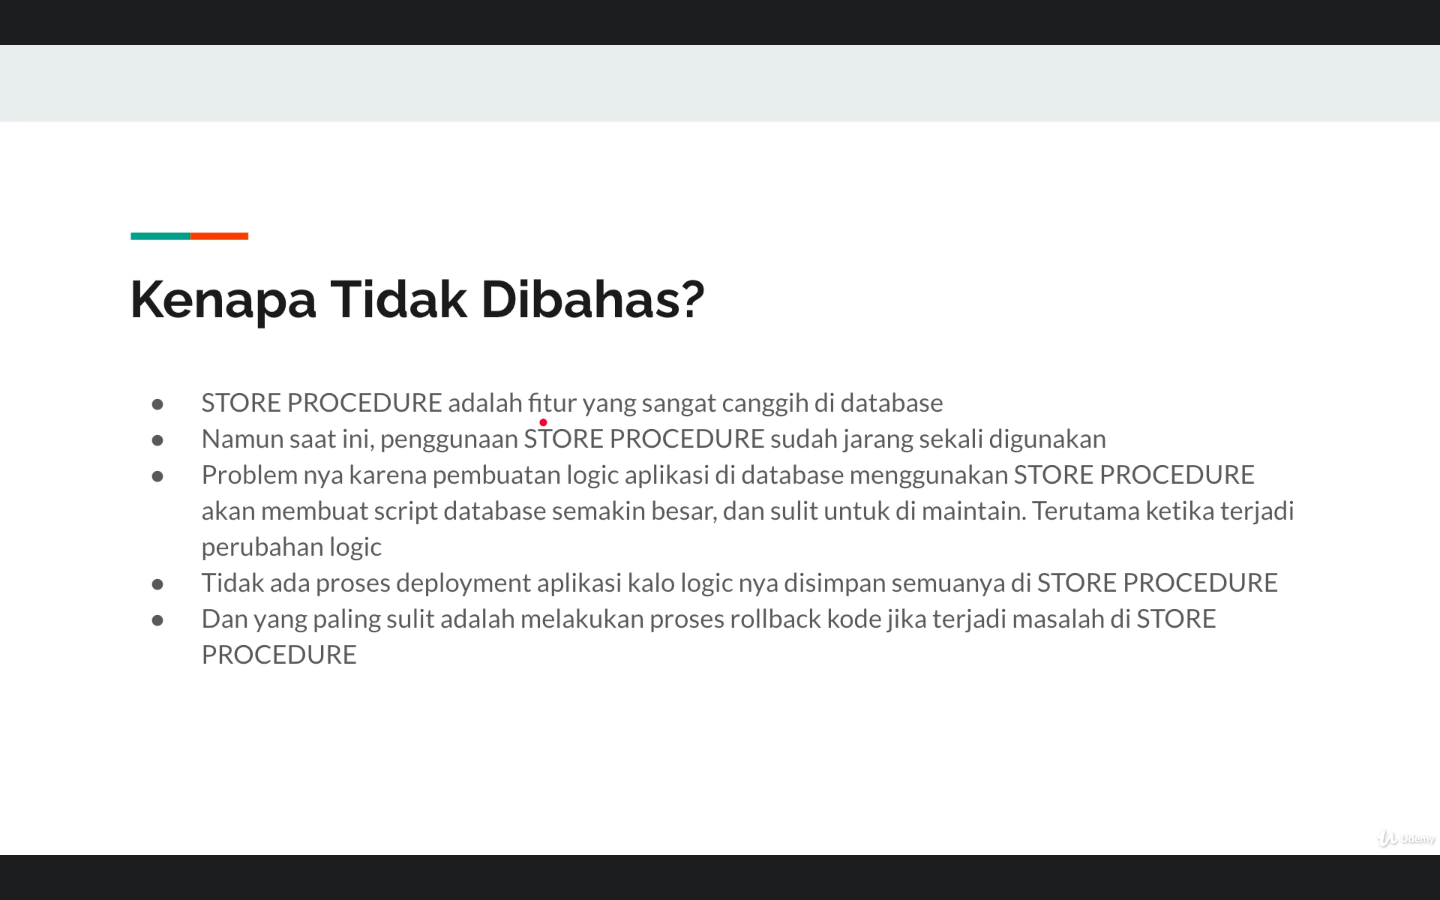 Kenapa Tidak Dibahas?
● STORE PROCEDURE adalah fitur yang sangat canggih di database
● Namun saat ini, penggunaan STORE PROCEDURE sudah jarang sekali digunakan
● Problem nya karena pembuatan logic aplikasi di database menggunakan STORE PROCEDURE
akan membuat script database semakin besar, dan sulit untuk di maintain. Terutama ketika terjadi
perubahan logic
● Tidak ada proses deployment aplikasi kalo logic nya disimpan semuanya di STORE PROCEDURE
● Dan yang paling sulit adalah melakukan proses rollback kode jika terjadi masalah di STORE
PROCEDURE
Udemy